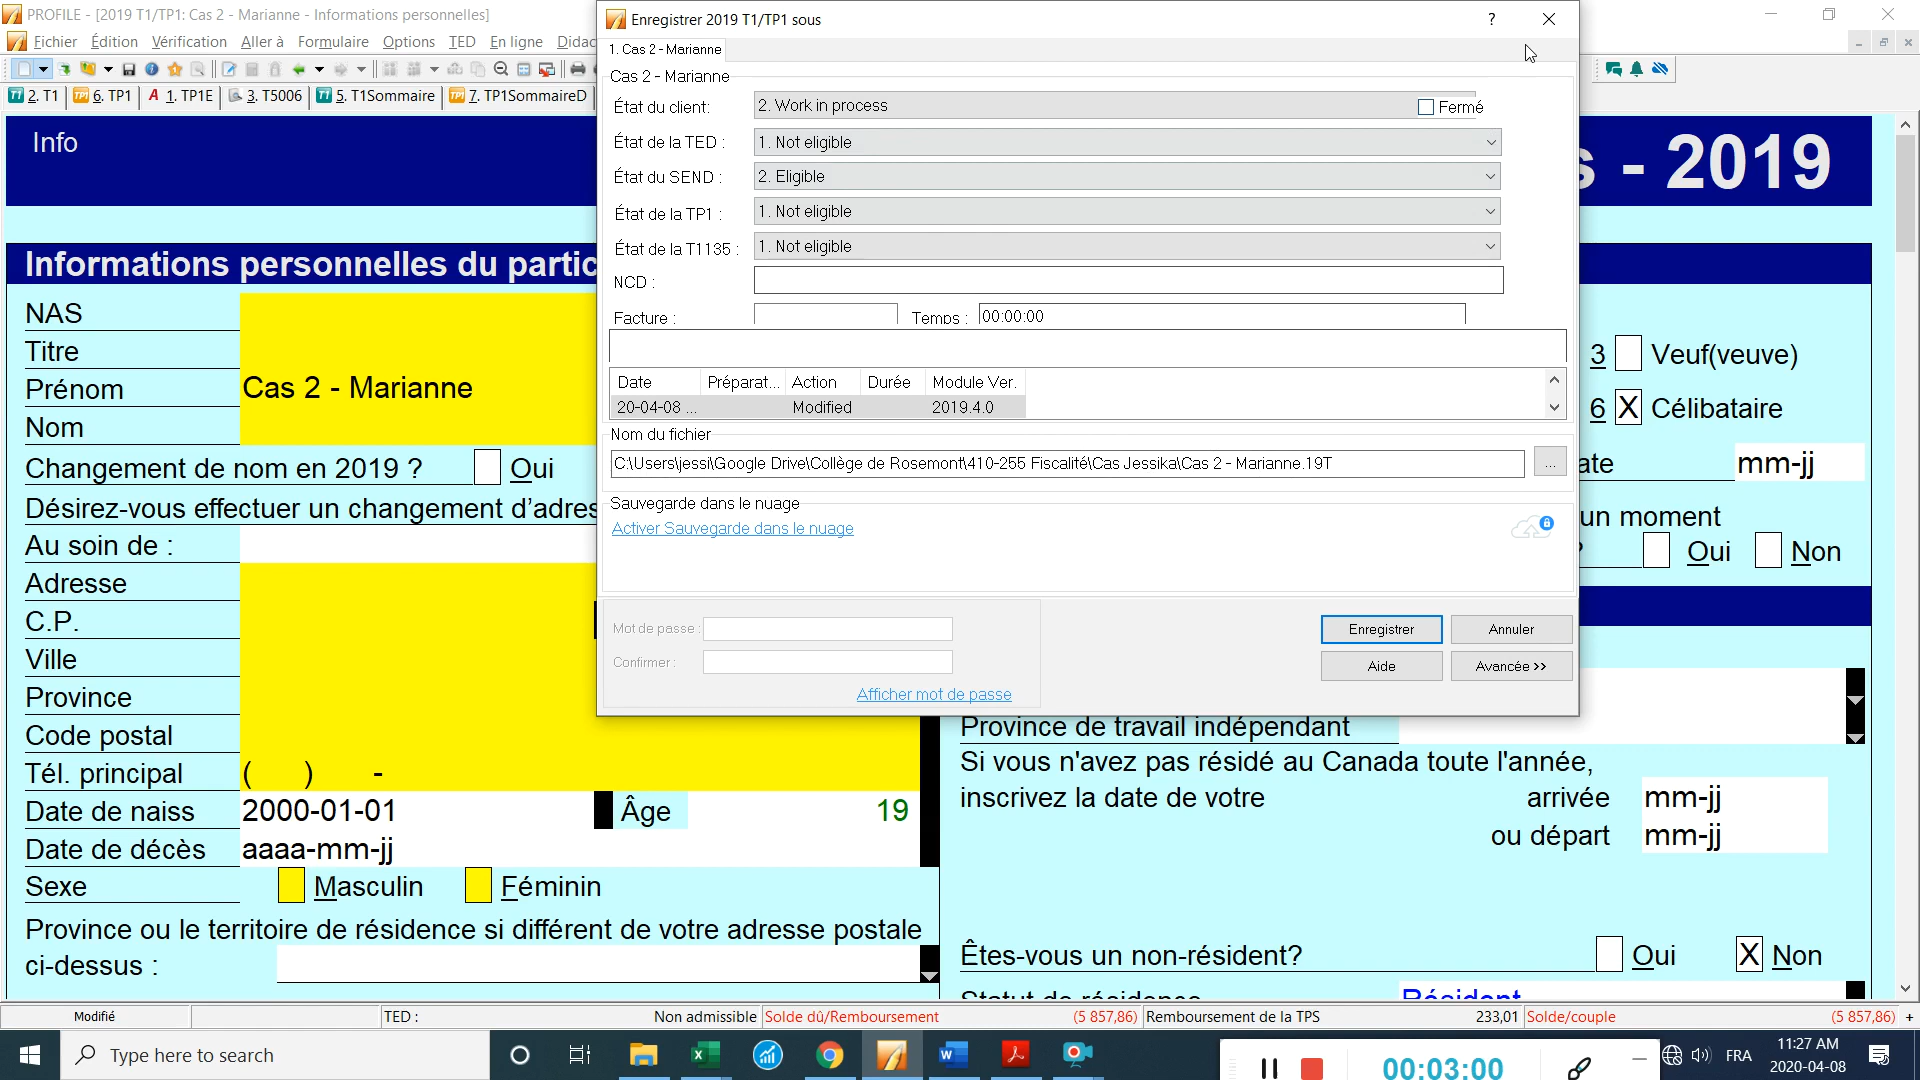 PROFILE - [2019 T1/TP1: Cas 2 - Marianne - Informations personnelles]
Fichier Édition Vérification Aller à Formulaire Options TED En ligne Didac
2. T1 6. TP1 1. TP1E 3. T5006 5. T1Sommaire 7. TP1SommaireD
Enregistrer 2019 T1/TP1 sous
?
1. Cas 2 - Marianne
Cas 2 - Marianne
État du client: 2. Work in process Fermé
État de la TED : 1. Not eligible
État du SEND : 2. Eligible
État de la TP1 : 1. Not eligible
État de la T1135 : 1. Not eligible
NCD :
Facture : Temps : 00:00:00
Date Préparat... Action Durée Module Ver.
20-04-08 ... Modified 2019.4.0
Nom du fichier
C:\Users\jessi\Google Drive\Collège de Rosemont\410-255 Fiscalité\Cas Jessika\Cas 2 - Marianne.19T
...
Sauvegarde dans le nuage
Activer Sauvegarde dans le nuage
Mot de passe :
Confirmer :
Afficher mot de passe
Enregistrer Annuler
Aide Avancée >>
Info
s - 2019
Informations personnelles du partic
NAS
Titre
Prénom Cas 2 - Marianne
Nom
Changement de nom en 2019 ? Oui
Désirez-vous effectuer un changement d'adres
Au soin de :
Adresse
C.P.
Ville
Province
Code postal
Tél. principal ( ) -
Date de naiss 2000-01-01 Âge 19
Date de décès aaaa-mm-jj
Sexe Masculin Féminin
Province ou le territoire de résidence si différent de votre adresse postale
ci-dessus :
3 Veuf(veuve)
6 X Célibataire
ate mm-jj
un moment
? Oui Non
Province de travail indépendant
Si vous n'avez pas résidé au Canada toute l'année,
inscrivez la date de votre arrivée mm-jj
ou départ mm-jj
Êtes-vous un non-résident? Oui X Non
Statut de résidence Résident
Modifié TED : Non admissible Solde dû/Remboursement (5 857,86) Remboursement de la TPS 233,01 Solde/couple (5 857,86) +
Type here to search
00:03:00
FRA
11:27 AM
2020-04-08